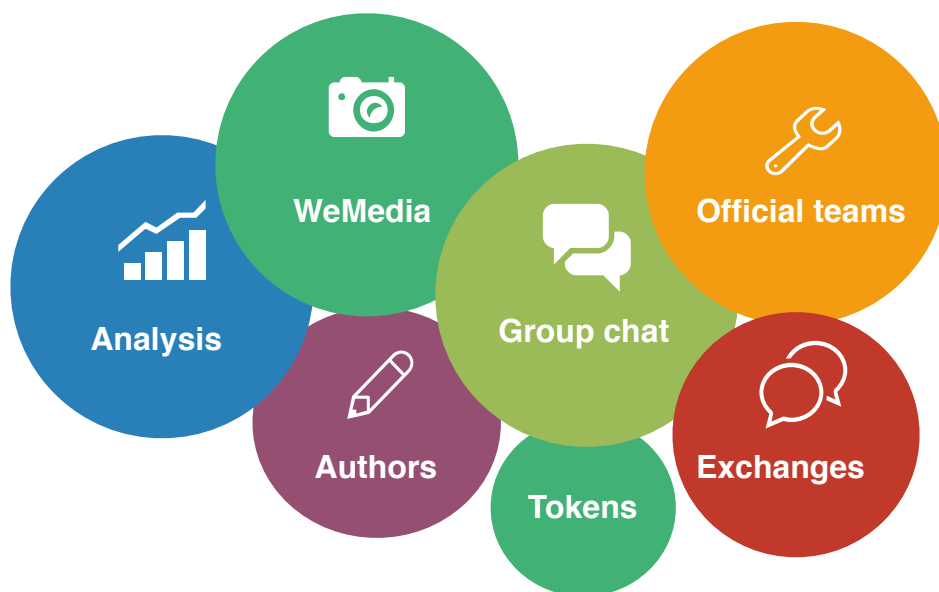 WeMedia
Official teams
Analysis
Group chat
Authors
Exchanges
Tokens